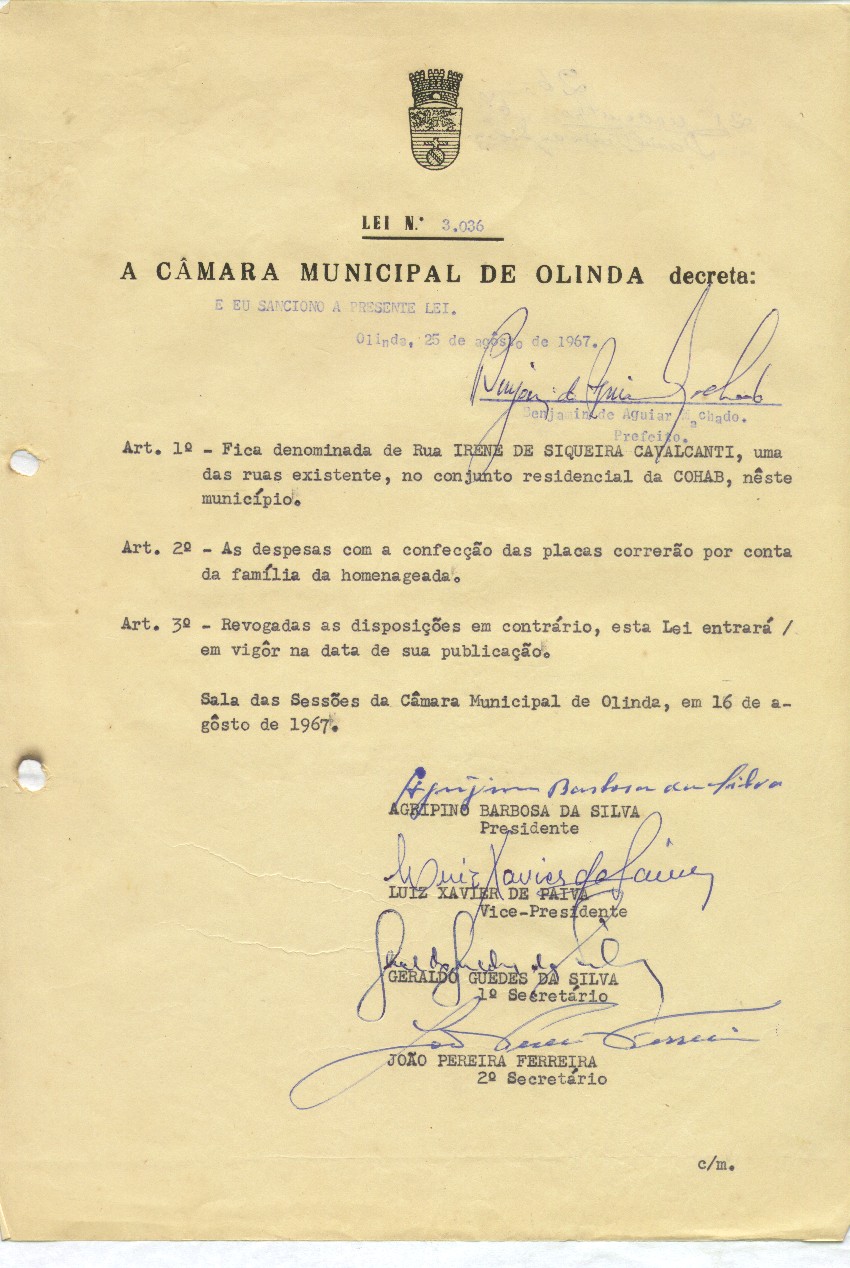 LEI N.º 3.036
A CÂMARA MUNICIPAL DE OLINDA decreta:
E EU SANCIONO A PRESENTE LEI.
Olinda, 25 de agôsto de 1967.
Benjamin de Aguiar Machado
Benjamin de Aguiar Machado.
Prefeito.
Art. 1º - Fica denominada de Rua IRENE DE SIQUEIRA CAVALCANTI, uma
das ruas existente, no conjunto residencial da COHAB, nêste
município.
Art. 2º - As despesas com a confecção das placas correrão por conta
da família da homenageada.
Art. 3º - Revogadas as disposições em contrário, esta Lei entrará /
em vigôr na data de sua publicação.
Sala das Sessões da Câmara Municipal de Olinda, em 16 de a-
gôsto de 1967.
Agripino Barbosa da Silva
AGRIPINO BARBOSA DA SILVA
Presidente
Luiz Xavier de Paiva
LUIZ XAVIER DE PAIVA
Vice-Presidente
Geraldo Guedes da Silva
GERALDO GUEDES DA SILVA
1º Secretário
João Pereira Ferreira
JOÃO PEREIRA FERREIRA
2º Secretário
c/m.